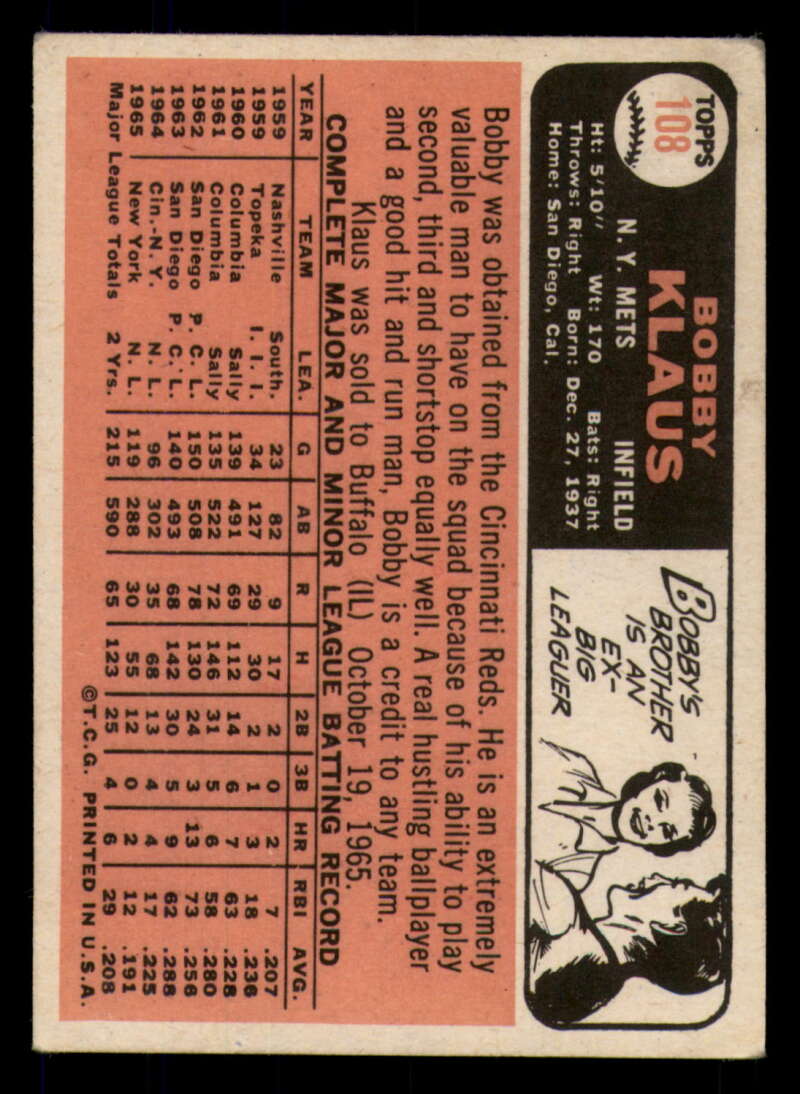 TOPPS
108
BOBBY
KLAUS
N. Y. METS INFIELD
Ht: 5/10" Wt: 170 Bats: Right
Throws: Right Born: Dec. 27, 1937
Home: San Diego, Cal.
BOBBY'S
BROTHER
IS AN
EX-
BIG
LEAGUER
Bobby was obtained from the Cincinnati Reds. He is an extremely
valuable man to have on the squad because of his ability to play
second, third and shortstop equally well. A real hustling ballplayer
and a good hit and run man, Bobby is a credit to any team.
Klaus was sold to Buffalo (IL) October 19, 1965.
COMPLETE MAJOR AND MINOR LEAGUE BATTING RECORD
YEAR TEAM LEA. G AB R H 2B 3B HR RBI AVG.
1959 Nashville South. 23 82 9 17 2 0 2 7 .207
1959 Topeka I. I. I. 34 127 29 30 2 1 3 18 .236
1960 Columbia Sally 139 491 69 112 14 6 7 63 .228
1961 Columbia Sally 135 522 72 146 31 5 6 58 .280
1962 San Diego P. C. L. 150 508 78 130 24 3 13 73 .256
1963 San Diego P. C. L. 140 493 68 142 30 5 9 62 .288
1964 Cin.-N. Y. N. L. 96 302 35 68 13 4 4 17 .225
1965 New York N. L. 119 288 30 55 12 0 2 12 .191
Major League Totals 2 Yrs. 215 590 65 123 25 4 6 29 .208
©T.C.G. PRINTED IN U.S.A.